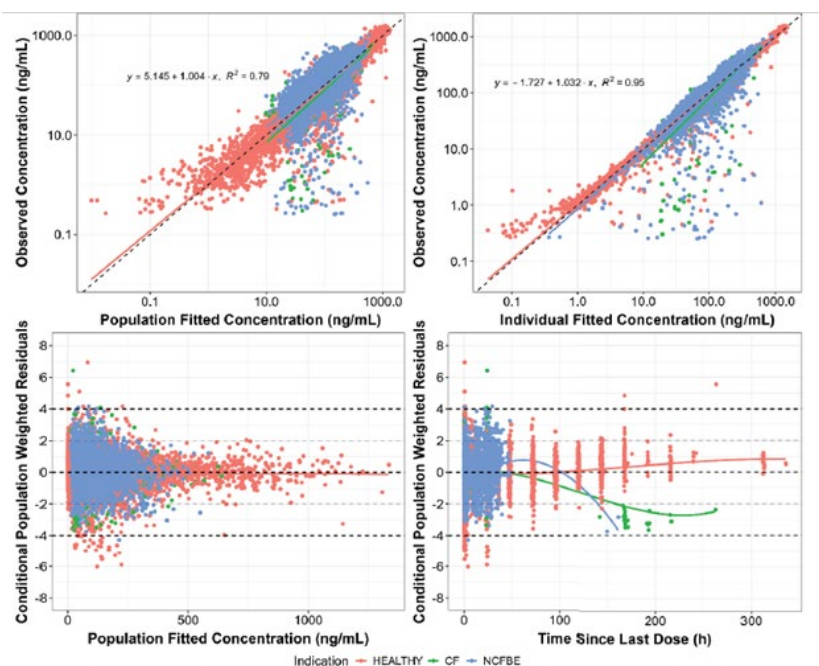 Observed Concentration (ng/mL)
1000.0
10.0
0.1
y = 5.145 + 1.004 · x, R² = 0.79
0.1 10.0 1000.0
Population Fitted Concentration (ng/mL)
Observed Concentration (ng/mL)
1000.0
100.0
10.0
1.0
0.1
y = − 1.727 + 1.032 · x, R² = 0.95
0.1 1.0 10.0 100.0 1000.0
Individual Fitted Concentration (ng/mL)
Conditional Population Weighted Residuals
8
6
4
2
0
-2
-4
-6
-8
0 500 1000
Population Fitted Concentration (ng/mL)
Conditional Population Weighted Residuals
8
6
4
2
0
-2
-4
-6
-8
0 100 200 300
Time Since Last Dose (h)
Indication HEALTHY CF NCFBE